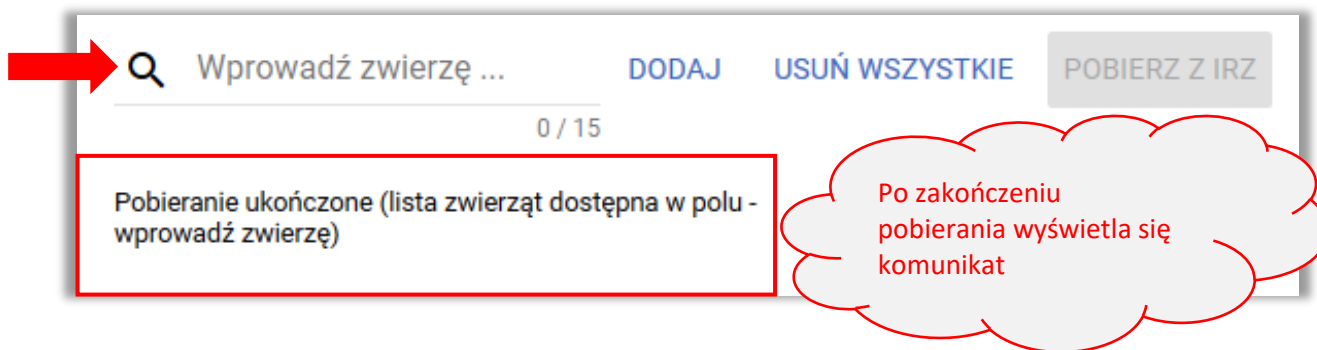 Wprowadź zwierzę ... DODAJ USUŃ WSZYSTKIE POBIERZ Z IRZ
0 / 15
Pobieranie ukończone (lista zwierząt dostępna w polu -
wprowadź zwierzę)
Po zakończeniu
pobierania wyświetla się
komunikat